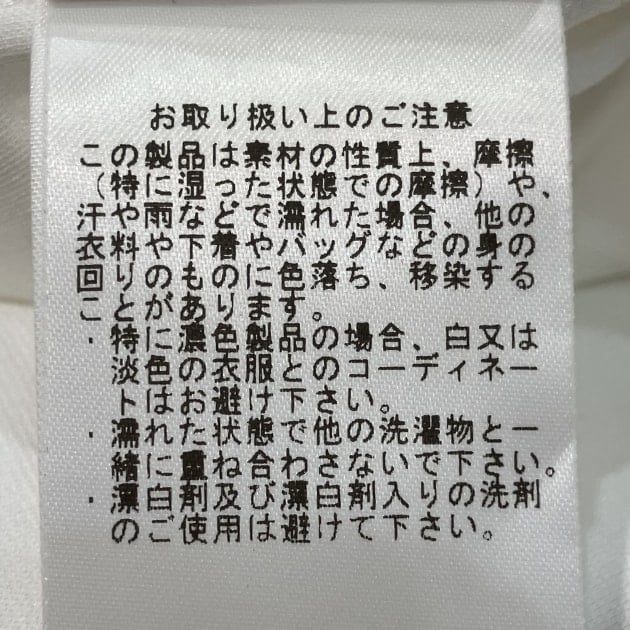 お取り扱い上のご注意
この製品は素材の性質上、摩擦
(特に湿った状態での摩擦)や、
汗や雨などで濡れた場合、他の
衣料や下着やバッグなどの身の
回りのものに色落ち、移染する
ことがあります。
・特に濃色製品の場合、白又は
淡色の衣服とのコーディネー
トはお避け下さい。
・濡れた状態で他の洗濯物と一
緒に重ね合わさないで下さい。
・漂白剤及び漂白剤入りの洗剤
のご使用は避けて下さい。